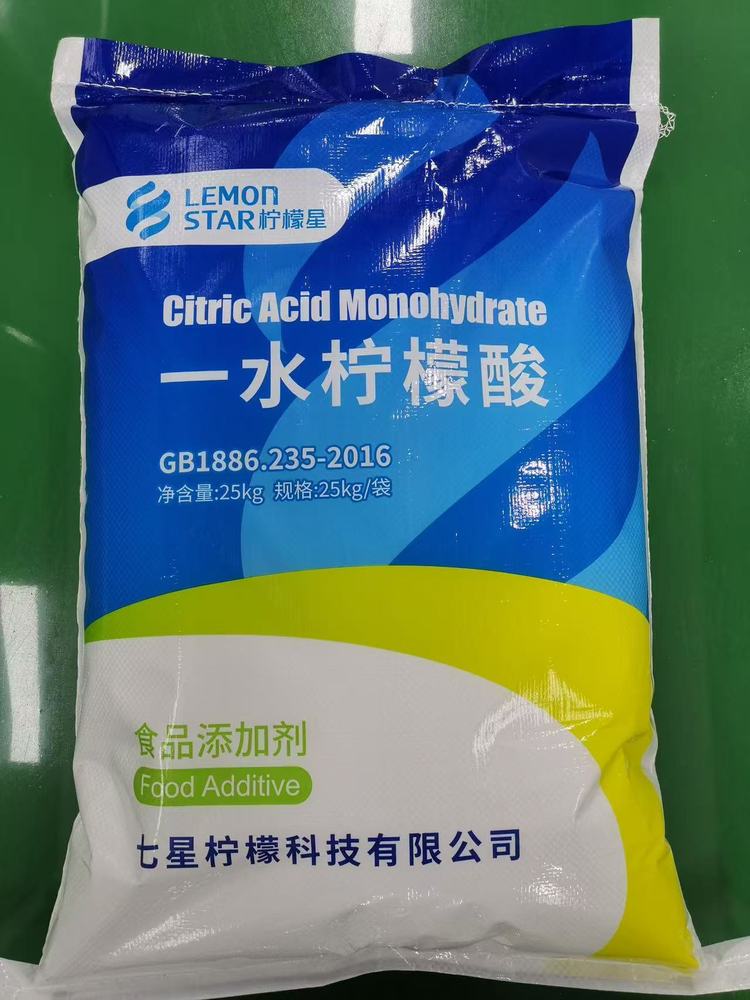 LEMON
STAR柠檬星
Citric Acid Monohydrate
一水柠檬酸
GB1886.235-2016
净含量:25kg 规格:25kg/袋
食品添加剂
Food Additive
七星柠檬科技有限公司